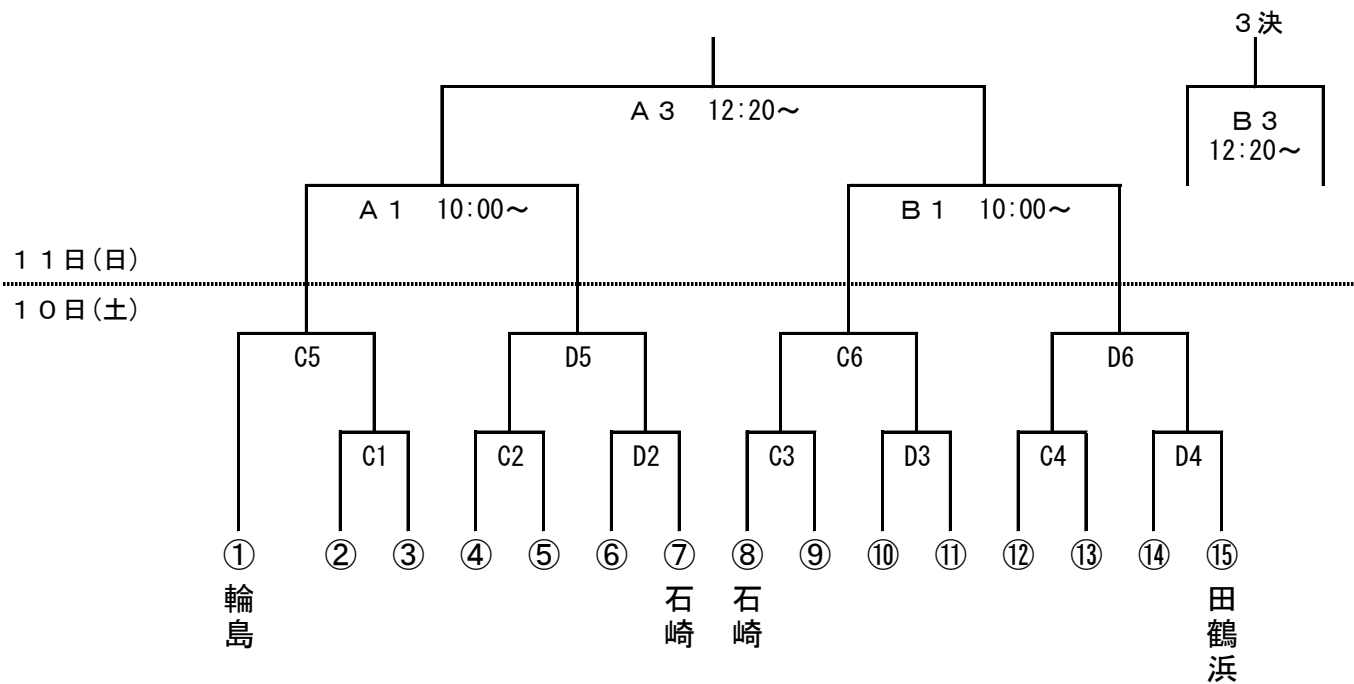 ３決
Ａ３　12:20～
Ｂ３
12:20～
Ａ１　10:00～
Ｂ１　10:00～
１１日(日)
１０日(土)
C5
D5
C6
D6
C1
C2
D2
C3
D3
C4
D4
①
②
③
④
⑤
⑥
⑦
⑧
⑨
⑩
⑪
⑫
⑬
⑭
⑮
輪島
石崎
石崎
田鶴浜